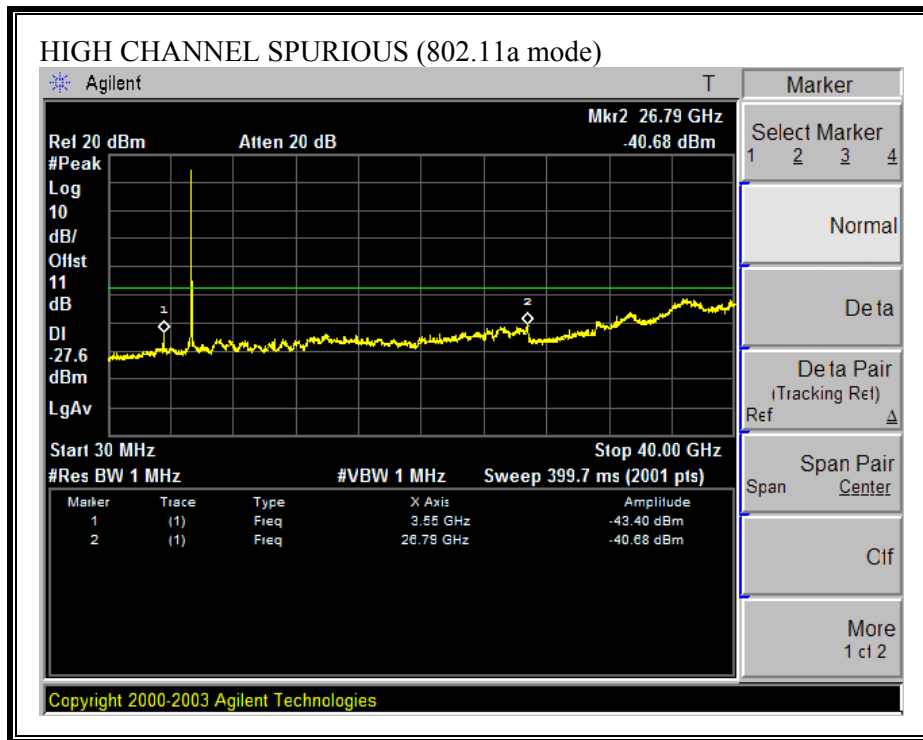 HIGH CHANNEL SPURIOUS (802.11a mode)
Agilent T
Mkr2 26.79 GHz
Ref 20 dBm Atten 20 dB -40.68 dBm
#Peak
Log
10
dB/
Offst
11
dB
DI
-27.6
dBm
LgAv
1
2
Start 30 MHz Stop 40.00 GHz
#Res BW 1 MHz #VBW 1 MHz Sweep 399.7 ms (2001 pts)
Marker Trace Type X Axis Amplitude
1 (1) Freq 3.55 GHz -43.40 dBm
2 (1) Freq 26.79 GHz -40.68 dBm
Copyright 2000-2003 Agilent Technologies
Marker
Select Marker
1 2 3 4
Normal
Delta
Delta Pair
(Tracking Ref)
Ref Δ
Span Pair
Span Center
Off
More
1 of 2